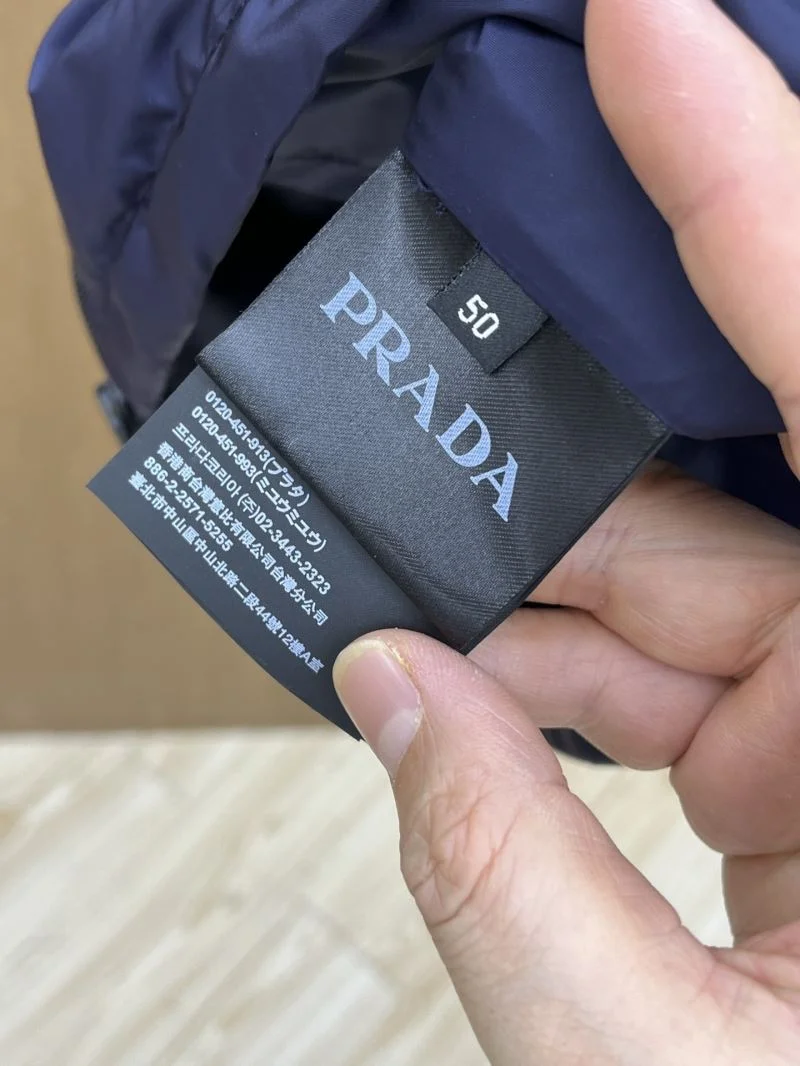 PRADA
50
0120-451-913(プラダ)
0120-451-993(ミュウミュウ)
프라다코리아(주)02-3443-2323
香港商台灣意比有限公司台灣分公司
886-2-2571-5255
臺北市中山區中山北路二段44號12樓A室